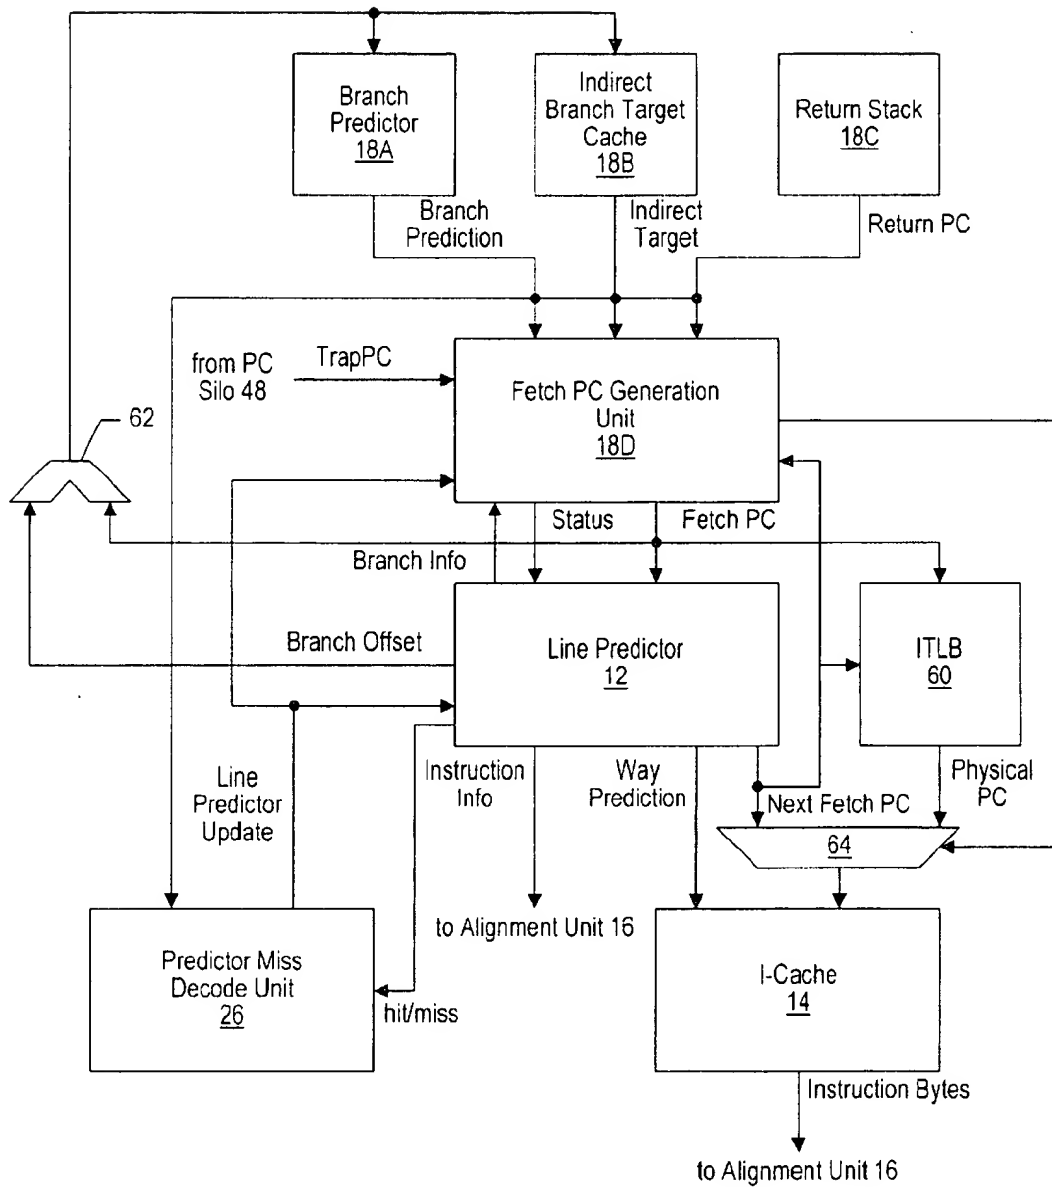 Branch
Predictor
18A
Indirect
Branch Target
Cache
18B
Return Stack
18C
Branch
Prediction
Indirect
Target
Return PC
from PC
Silo 48
TrapPC
Fetch PC Generation
Unit
18D
62
Status
Fetch PC
Branch Info
Branch Offset
Line Predictor
12
ITLB
60
Line
Predictor
Update
Instruction
Info
Way
Prediction
Next Fetch PC
Physical
PC
64
to Alignment Unit 16
Predictor Miss
Decode Unit
26
hit/miss
I-Cache
14
Instruction Bytes
to Alignment Unit 16